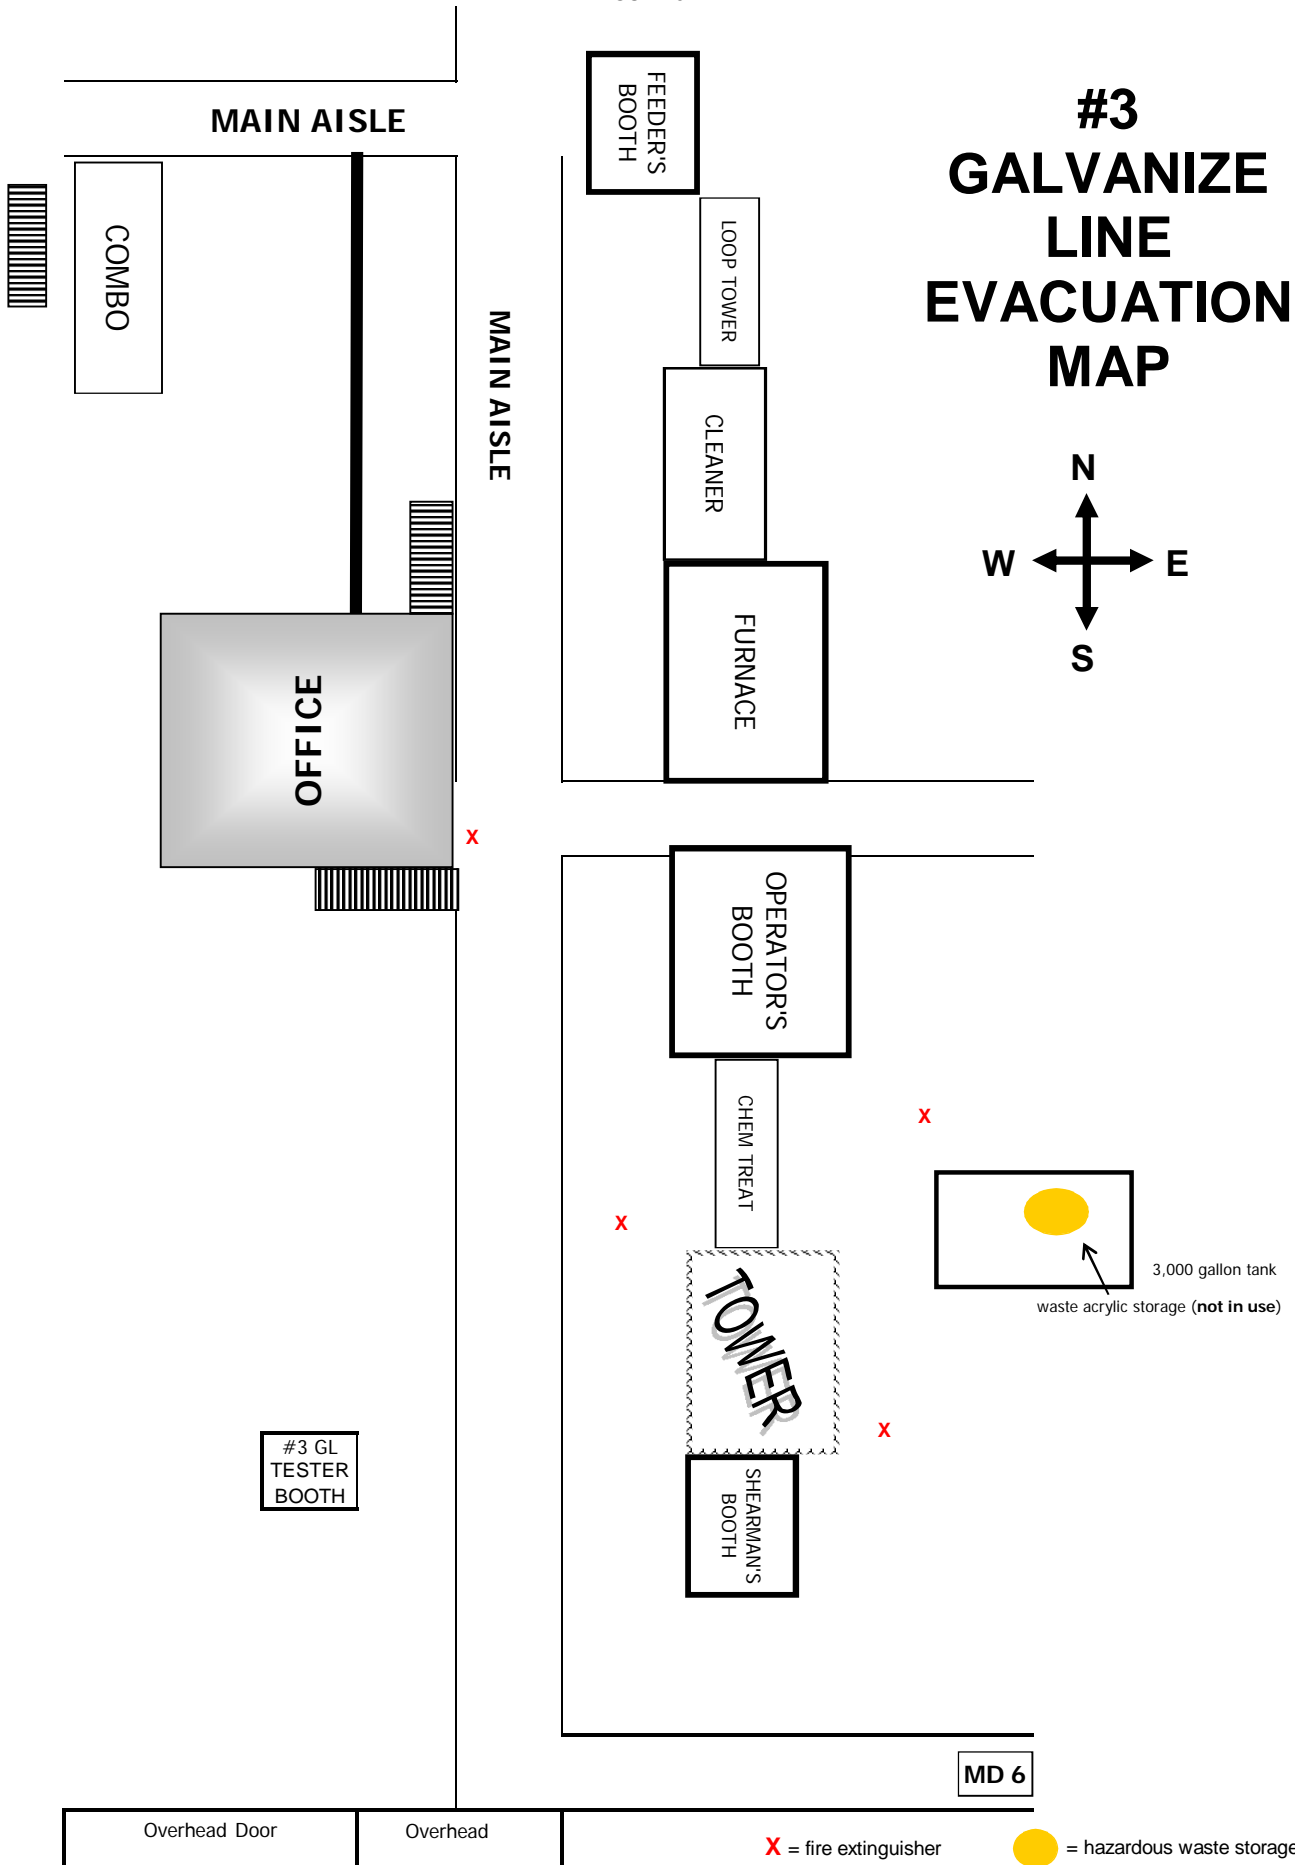 #3
GALVANIZE
LINE
EVACUATION
MAP
MAIN AISLE
FEEDER'S
BOOTH
COMBO
LOOP TOWER
MAIN AISLE
CLEANER
N
W
E
S
FURNACE
OFFICE
X
OPERATOR'S
BOOTH
CHEM TREAT
X
X
3,000 gallon tank
waste acrylic storage (not in use)
TOWER
X
#3 GL
TESTER
BOOTH
SHEARMAN'S
BOOTH
MD 6
Overhead Door
Overhead
X = fire extinguisher
= hazardous waste storage